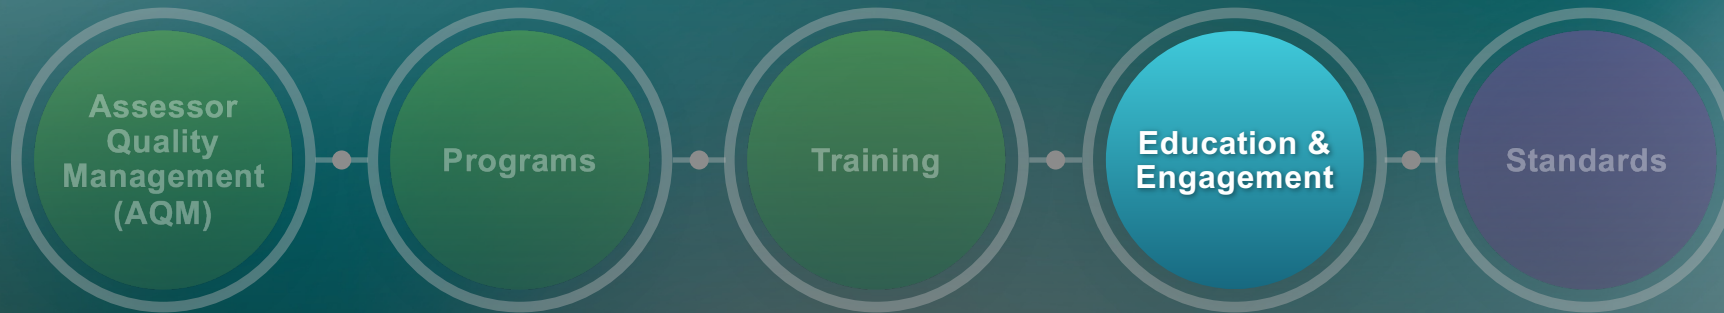 Assessor
Quality
Management
(AQM)
Programs
Training
Education &
Engagement
Standards